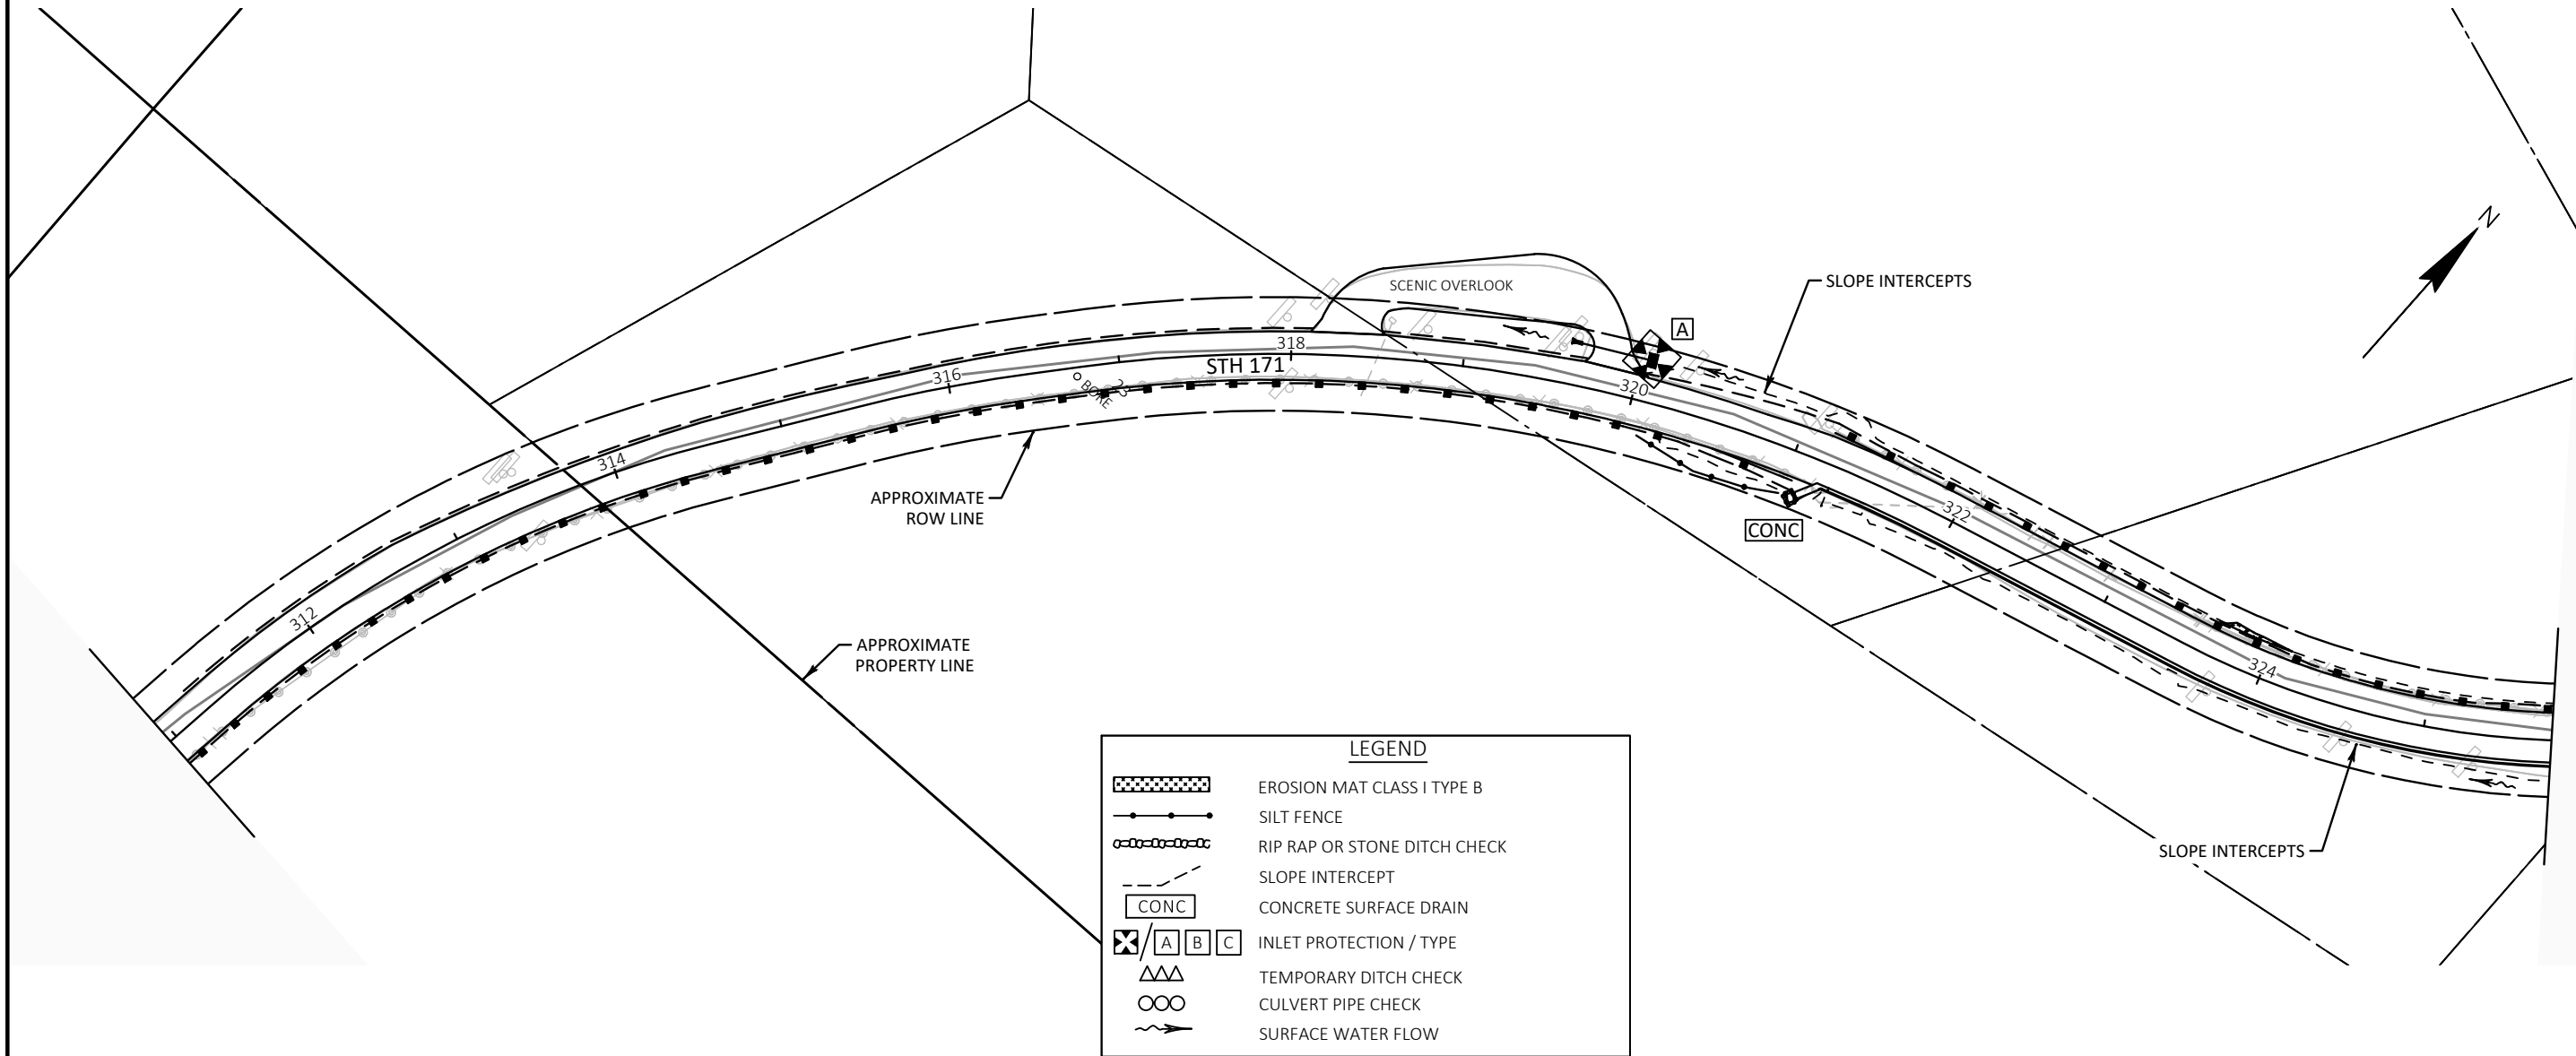 N
SLOPE INTERCEPTS
SCENIC OVERLOOK
A
318
STH 171
316
320
BORE
23
314
APPROXIMATE
ROW LINE
322
CONC
312
APPROXIMATE
PROPERTY LINE
324
SLOPE INTERCEPTS
LEGEND
EROSION MAT CLASS I TYPE B
SILT FENCE
RIP RAP OR STONE DITCH CHECK
SLOPE INTERCEPT
CONC CONCRETE SURFACE DRAIN
/ A B C INLET PROTECTION / TYPE
TEMPORARY DITCH CHECK
CULVERT PIPE CHECK
SURFACE WATER FLOW